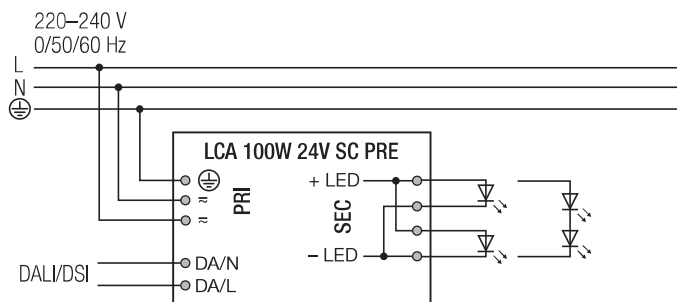 220–240 V
0/50/60 Hz
L
N
LCA 100W 24V SC PRE
PRI
≂
≂
+ LED
SEC
– LED
DALI/DSI
DA/N
DA/L